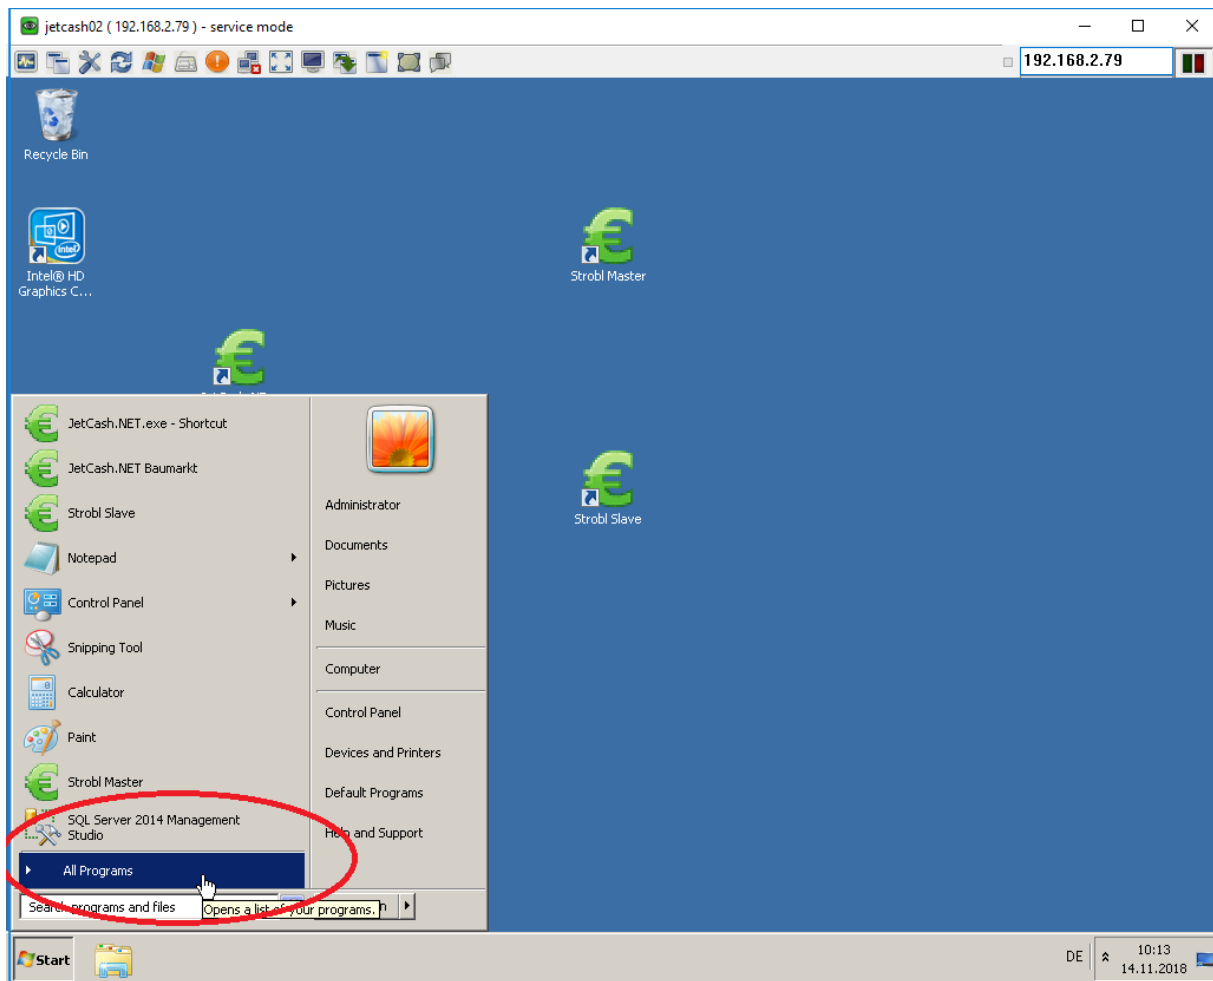 jetcash02 ( 192.168.2.79 ) - service mode
192.168.2.79
Recycle Bin
intel
Intel® HD
Graphics C...
Strobl Master
Strobl Slave
JetCash.NET.exe - Shortcut
JetCash.NET Baumarkt
Strobl Slave
Notepad
Control Panel
Snipping Tool
Calculator
Paint
Strobl Master
SQL Server 2014 Management
Studio
All Programs
Search programs and files
Opens a list of your programs.
Administrator
Documents
Pictures
Music
Computer
Control Panel
Devices and Printers
Default Programs
Help and Support
Start
DE
10:13
14.11.2018